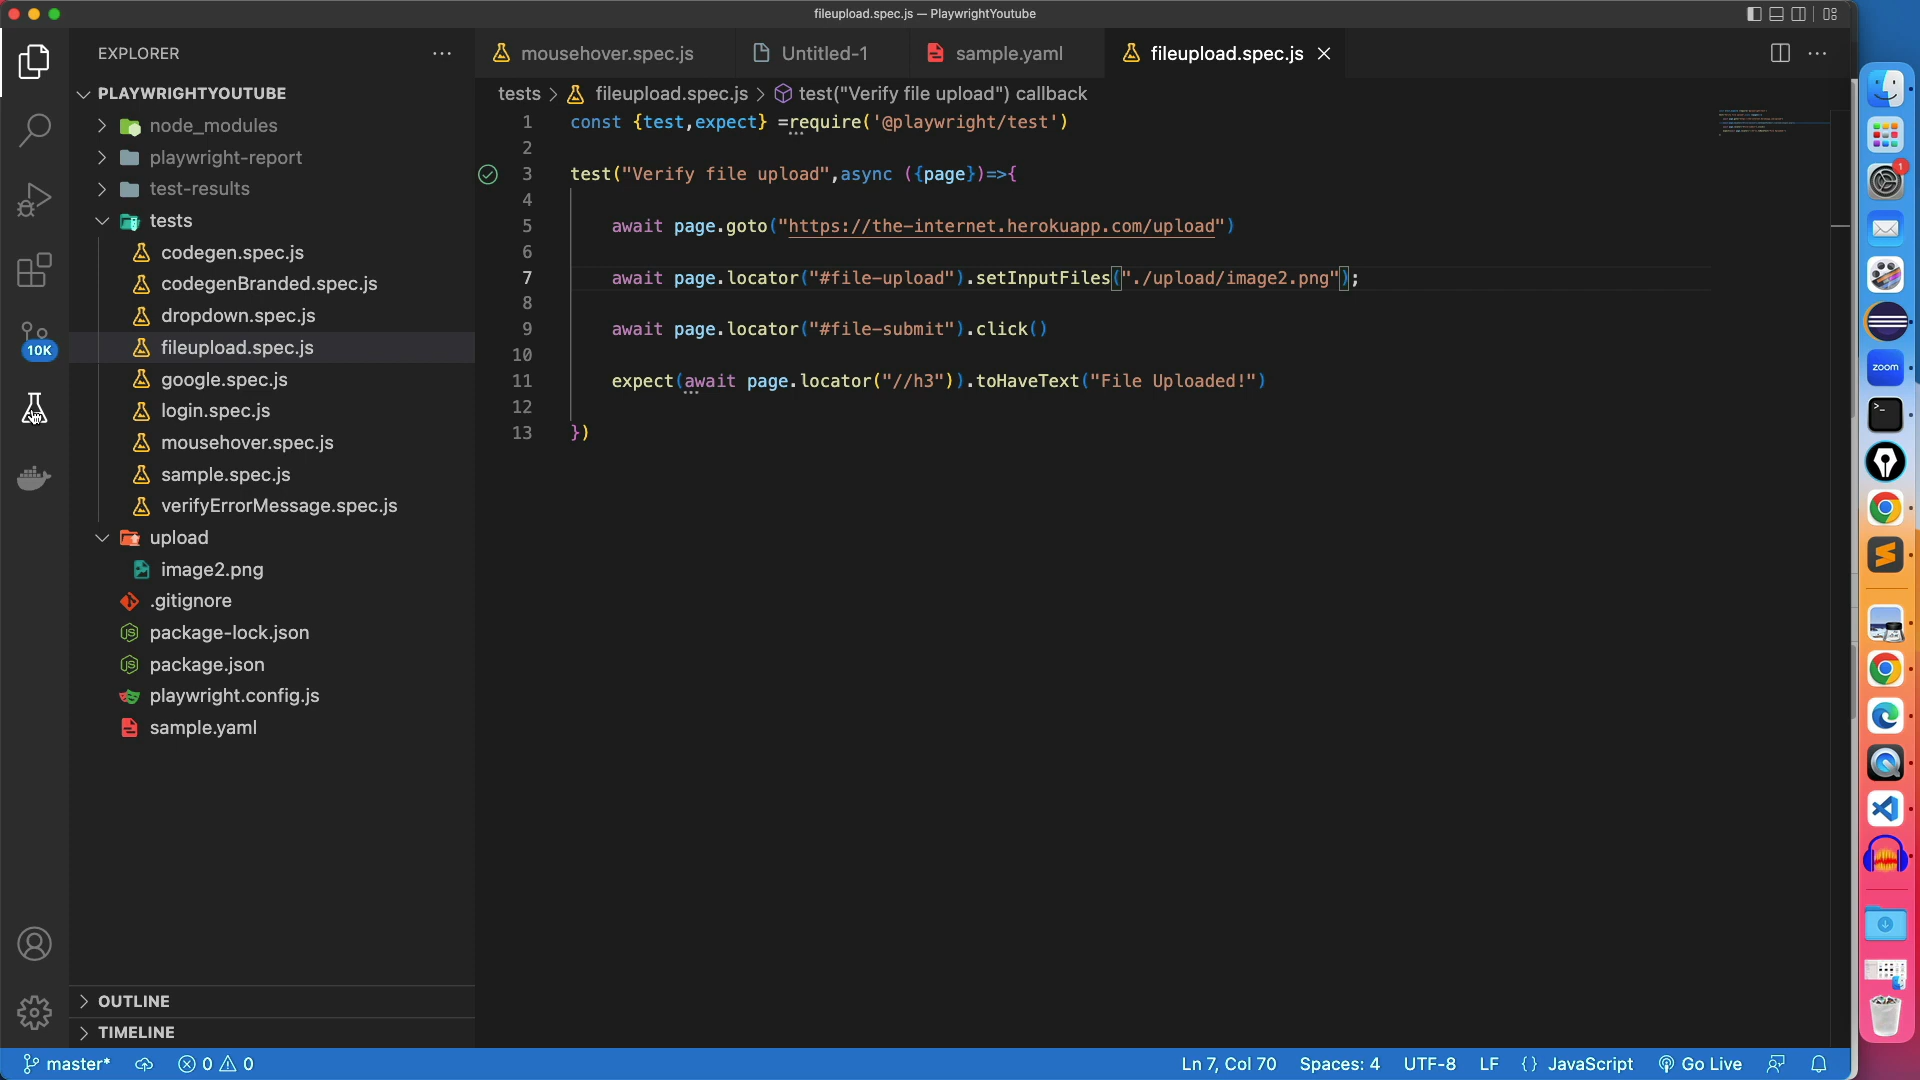 fileupload.spec.js — PlaywrightYoutube
EXPLORER
mousehover.spec.js
Untitled-1
sample.yaml
fileupload.spec.js
PLAYWRIGHTYOUTUBE
node_modules
playwright-report
test-results
tests
codegen.spec.js
codegenBranded.spec.js
dropdown.spec.js
fileupload.spec.js
google.spec.js
login.spec.js
mousehover.spec.js
sample.spec.js
verifyErrorMessage.spec.js
upload
image2.png
.gitignore
package-lock.json
package.json
playwright.config.js
sample.yaml
OUTLINE
TIMELINE
10K
tests > fileupload.spec.js > test("Verify file upload") callback
1 const {test,expect} =require('@playwright/test')
2
3 test("Verify file upload",async ({page})=>{
4
5 await page.goto("https://the-internet.herokuapp.com/upload")
6
7 await page.locator("#file-upload").setInputFiles("./upload/image2.png");
8
9 await page.locator("#file-submit").click()
10
11 expect(await page.locator("//h3")).toHaveText("File Uploaded!")
12
13 })
1
zoom
master* 0 0
Ln 7, Col 70 Spaces: 4 UTF-8 LF {} JavaScript Go Live